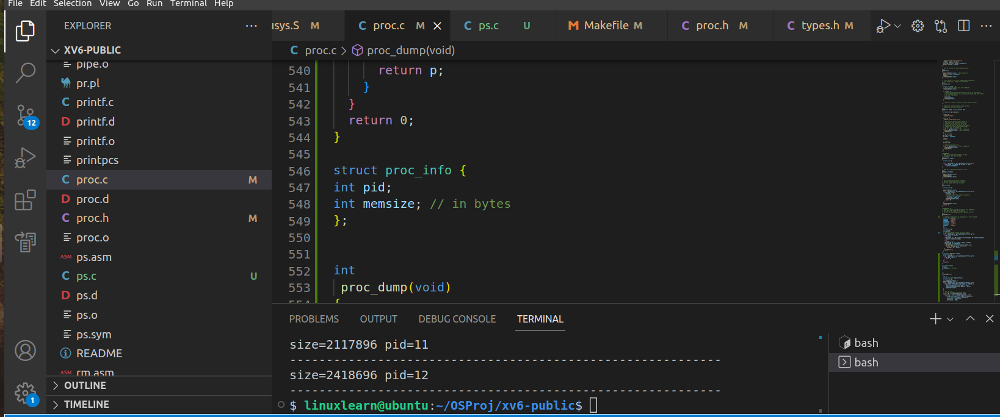 File Edit Selection View Go Run Terminal Help
EXPLORER
usys.S M
C proc.c M
C ps.c U
M Makefile M
C proc.h M
C types.h M
XV6-PUBLIC
C proc.c > proc_dump(void)
pipe.o
pr.pl
C printf.c
D printf.d
printf.o
printpcs
C proc.c M
D proc.d
C proc.h M
proc.o
ASM ps.asm
C ps.c U
D ps.d
ps.o
ps.sym
README
ASM rm.asm
OUTLINE
TIMELINE
12
1
540 return p;
541 }
542 }
543 return 0;
544 }
545
546 struct proc_info {
547 int pid;
548 int memsize; // in bytes
549 };
550
551
552 int
553 proc_dump(void)
554 {
PROBLEMS OUTPUT DEBUG CONSOLE TERMINAL
size=2117896 pid=11
-----------------------------------------------------------
size=2418696 pid=12
-----------------------------------------------------------
$ linuxlearn@ubuntu:~/OSProj/xv6-public$
bash
bash